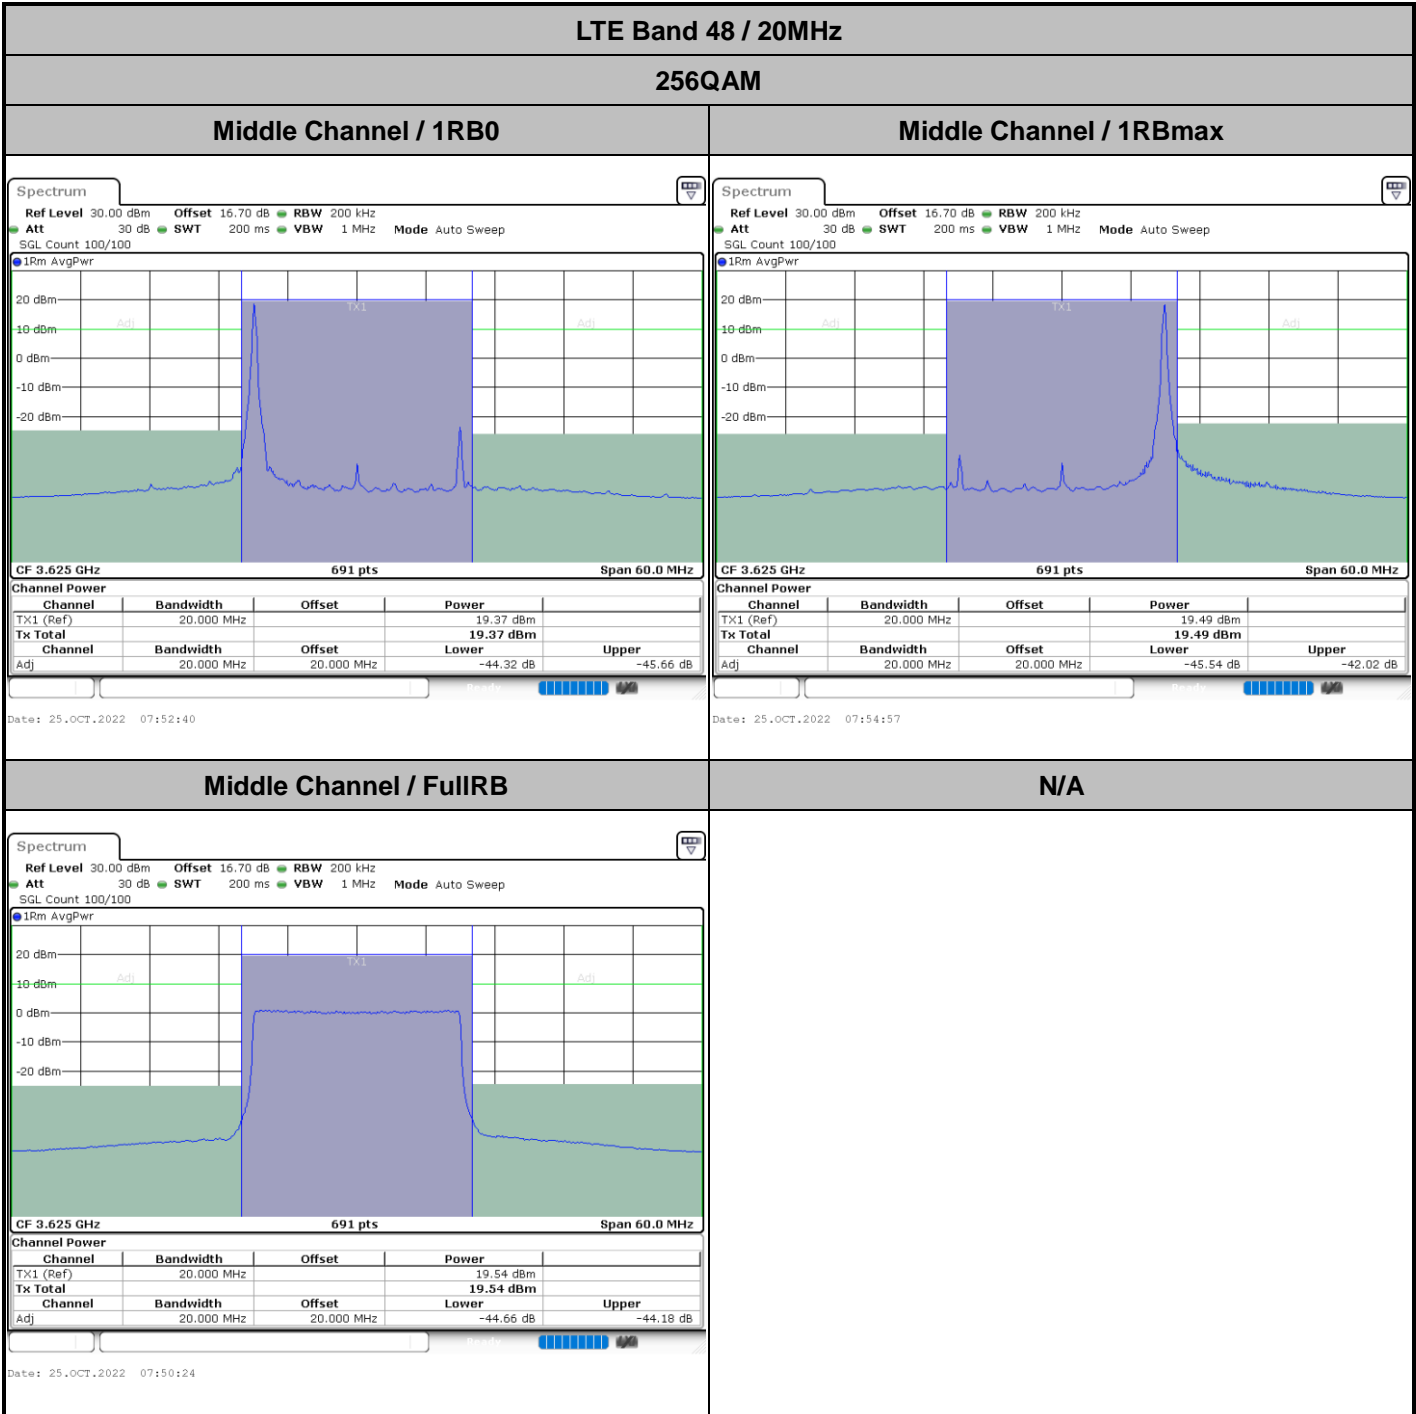 LTE Band 48 / 20MHz
256QAM
Middle Channel / 1RB0
Middle Channel / 1RBmax
Spectrum
Ref Level 30.00 dBm Offset 16.70 dB RBW 200 kHz
Att 30 dB SWT 200 ms VBW 1 MHz Mode Auto Sweep
SGL Count 100/100
1Rm AvgPwr
TX1
20 dBm
Adj
Adj
10 dBm
0 dBm
-10 dBm
-20 dBm
CF 3.625 GHz 691 pts Span 60.0 MHz
Channel Power
Channel Bandwidth Offset Power
TX1 (Ref) 20.000 MHz 19.37 dBm
Tx Total 19.37 dBm
Channel Bandwidth Offset Lower Upper
Adj 20.000 MHz 20.000 MHz -44.32 dB -45.66 dB
Ready
Date: 25.OCT.2022 07:52:40
Spectrum
Ref Level 30.00 dBm Offset 16.70 dB RBW 200 kHz
Att 30 dB SWT 200 ms VBW 1 MHz Mode Auto Sweep
SGL Count 100/100
1Rm AvgPwr
TX1
20 dBm
Adj
Adj
10 dBm
0 dBm
-10 dBm
-20 dBm
CF 3.625 GHz 691 pts Span 60.0 MHz
Channel Power
Channel Bandwidth Offset Power
TX1 (Ref) 20.000 MHz 19.49 dBm
Tx Total 19.49 dBm
Channel Bandwidth Offset Lower Upper
Adj 20.000 MHz 20.000 MHz -45.54 dB -42.02 dB
Ready
Date: 25.OCT.2022 07:54:57
Middle Channel / FullRB
N/A
Spectrum
Ref Level 30.00 dBm Offset 16.70 dB RBW 200 kHz
Att 30 dB SWT 200 ms VBW 1 MHz Mode Auto Sweep
SGL Count 100/100
1Rm AvgPwr
TX1
20 dBm
Adj
Adj
10 dBm
0 dBm
-10 dBm
-20 dBm
CF 3.625 GHz 691 pts Span 60.0 MHz
Channel Power
Channel Bandwidth Offset Power
TX1 (Ref) 20.000 MHz 19.54 dBm
Tx Total 19.54 dBm
Channel Bandwidth Offset Lower Upper
Adj 20.000 MHz 20.000 MHz -44.66 dB -44.18 dB
Ready
Date: 25.OCT.2022 07:50:24